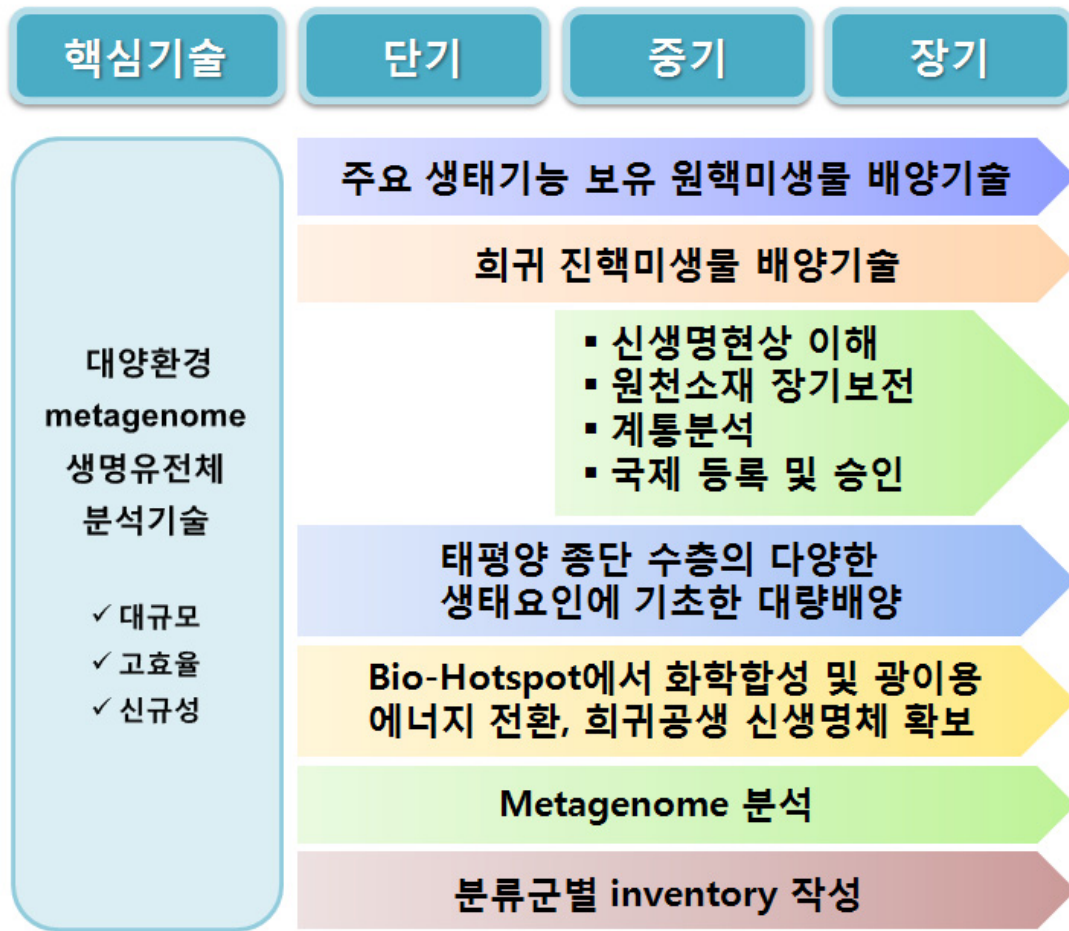 핵심기술
단기
중기
장기
대양환경
metagenome
생명유전체
분석기술
✓ 대규모
✓ 고효율
✓ 신규성
주요 생태기능 보유 원핵미생물 배양기술
희귀 진핵미생물 배양기술
▪ 신생명현상 이해
▪ 원천소재 장기보전
▪ 계통분석
▪ 국제 등록 및 승인
태평양 종단 수층의 다양한
생태요인에 기초한 대량배양
Bio-Hotspot에서 화학합성 및 광이용
에너지 전환, 희귀공생 신생명체 확보
Metagenome 분석
분류군별 inventory 작성